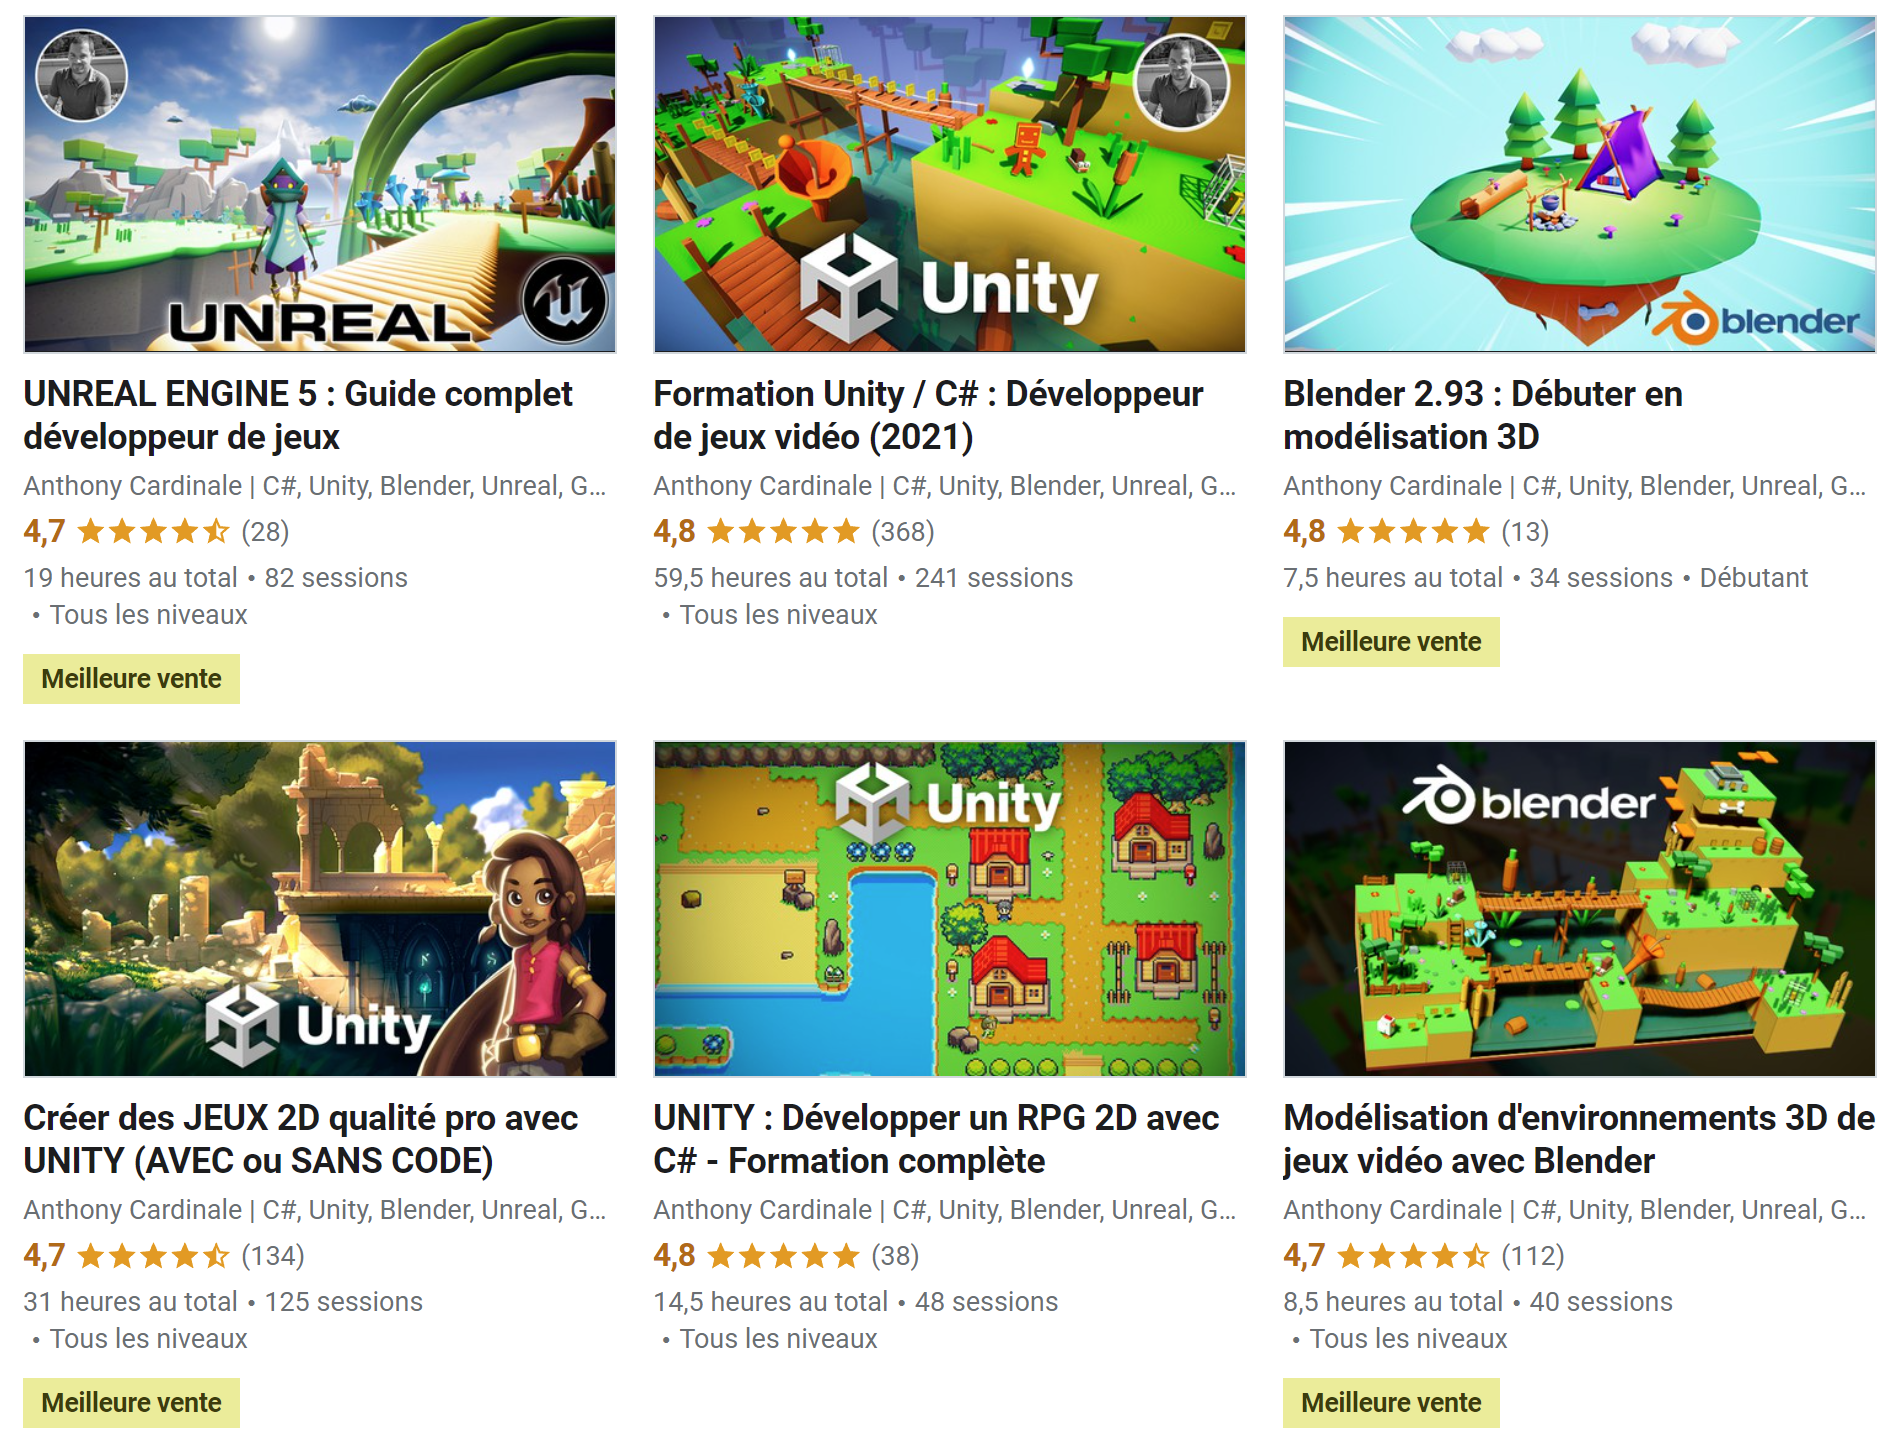 UNREAL
UNREAL ENGINE 5 : Guide complet
développeur de jeux
Anthony Cardinale | C#, Unity, Blender, Unreal, G...
4,7 (28)
19 heures au total • 82 sessions
• Tous les niveaux
Meilleure vente
Unity
Formation Unity / C# : Développeur
de jeux vidéo (2021)
Anthony Cardinale | C#, Unity, Blender, Unreal, G...
4,8 (368)
59,5 heures au total • 241 sessions
• Tous les niveaux
blender
Blender 2.93 : Débuter en
modélisation 3D
Anthony Cardinale | C#, Unity, Blender, Unreal, G...
4,8 (13)
7,5 heures au total • 34 sessions • Débutant
Meilleure vente
Unity
Créer des JEUX 2D qualité pro avec
UNITY (AVEC ou SANS CODE)
Anthony Cardinale | C#, Unity, Blender, Unreal, G...
4,7 (134)
31 heures au total • 125 sessions
• Tous les niveaux
Meilleure vente
Unity
UNITY : Développer un RPG 2D avec
C# - Formation complète
Anthony Cardinale | C#, Unity, Blender, Unreal, G...
4,8 (38)
14,5 heures au total • 48 sessions
• Tous les niveaux
blender
Modélisation d'environnements 3D de
jeux vidéo avec Blender
Anthony Cardinale | C#, Unity, Blender, Unreal, G...
4,7 (112)
8,5 heures au total • 40 sessions
• Tous les niveaux
Meilleure vente